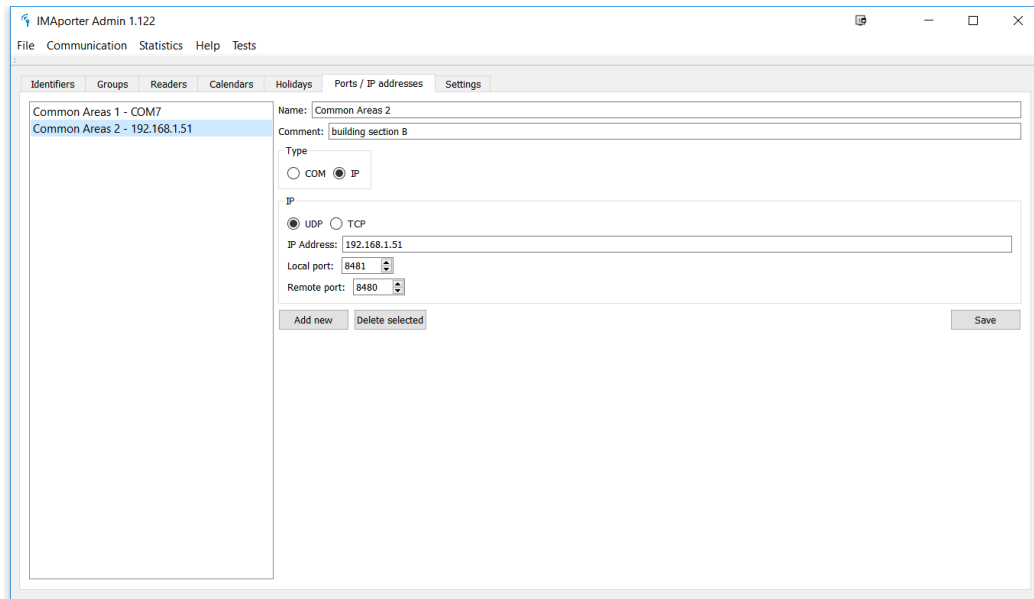 IMAporter Admin 1.122
File Communication Statistics Help Tests
Identifiers Groups Readers Calendars Holidays Ports / IP addresses Settings
Common Areas 1 - COM7
Common Areas 2 - 192.168.1.51
Name: Common Areas 2
Comment: building section B
Type
COM IP
IP
UDP TCP
IP Address: 192.168.1.51
Local port: 8481
Remote port: 8480
Add new Delete selected Save